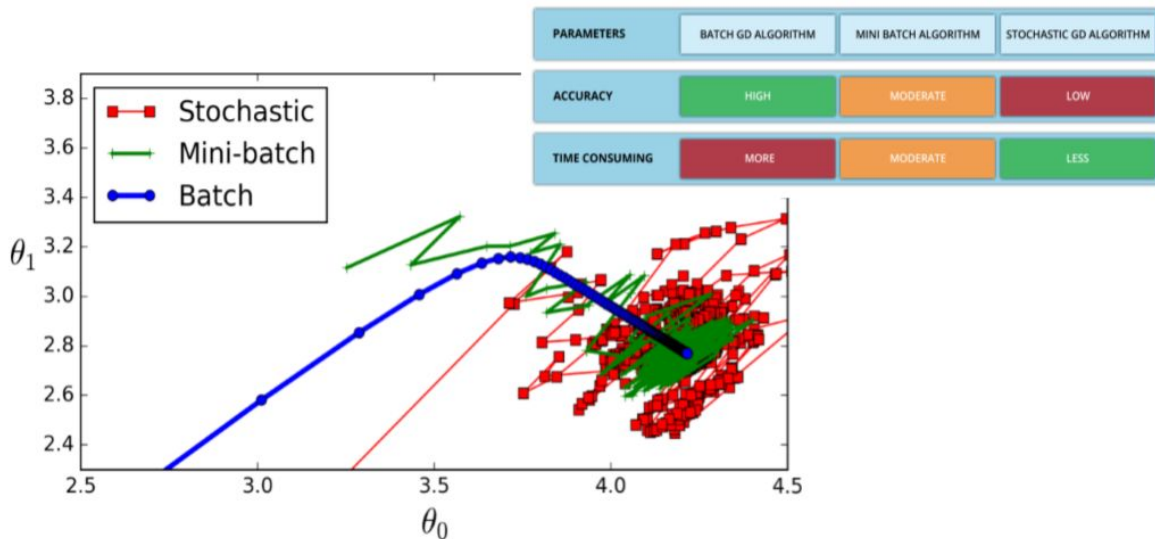 PARAMETERS BATCH GD ALGORITHM MINI BATCH ALGORITHM STOCHASTIC GD ALGORITHM
ACCURACY HIGH MODERATE LOW
TIME CONSUMING MORE MODERATE LESS
Stochastic
Mini-batch
Batch
3.8
3.6
3.4
3.2
3.0
2.8
2.6
2.4
θ1
2.5 3.0 3.5 4.0 4.5
θ0